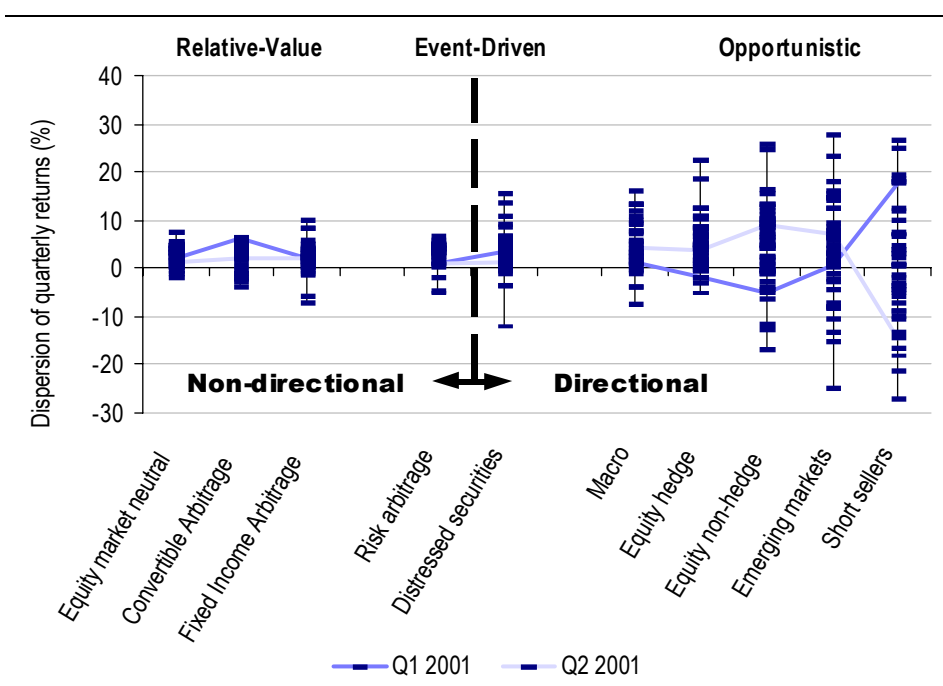 Relative-Value Event-Driven Opportunistic
Dispersion of quarterly returns (%)
40
30
20
10
0
-10
-20
-30
Non-directional Directional
Equity market neutral
Convertible Arbitrage
Fixed Income Arbitrage
Risk arbitrage
Distressed securities
Macro
Equity hedge
Equity non-hedge
Emerging markets
Short sellers
Q1 2001 Q2 2001